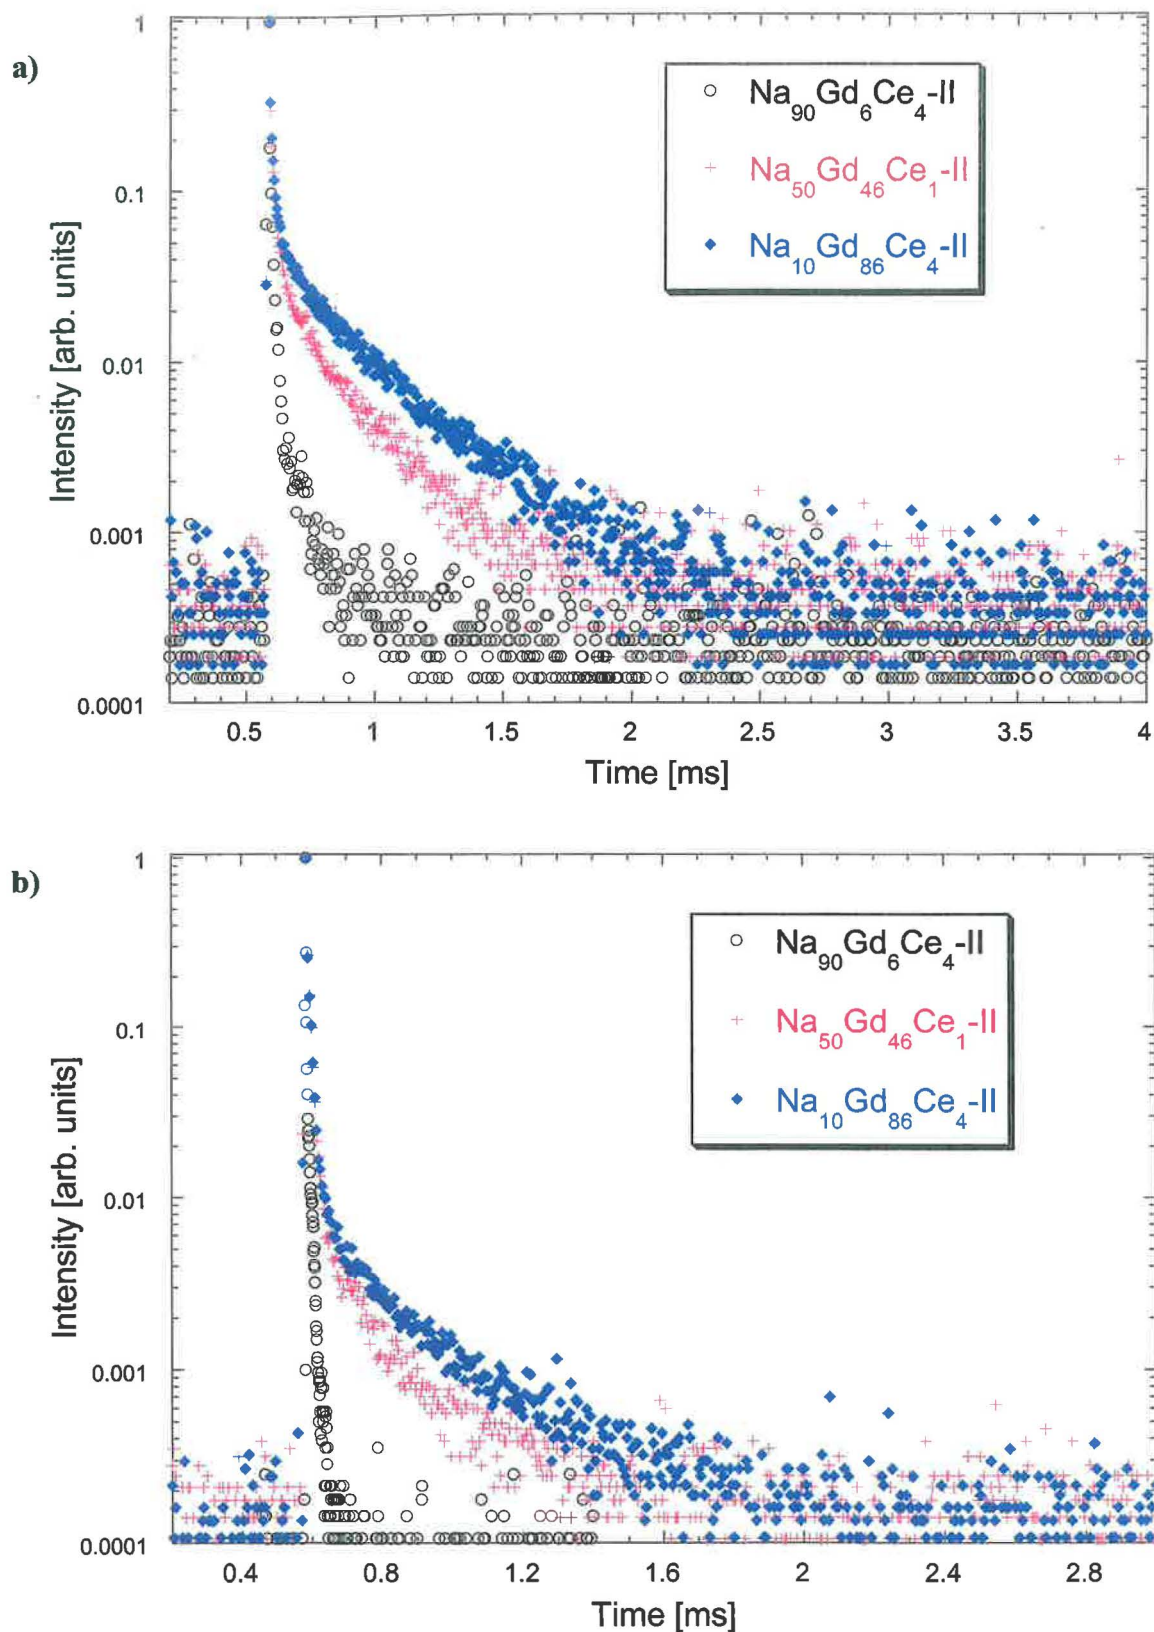 a)
Intensity [arb. units]
1
0.1
0.01
0.001
0.0001
Na₉₀Gd₆Ce₄-II
Na₅₀Gd₄₆Ce₁-II
Na₁₀Gd₈₆Ce₄-II
0.5 1 1.5 2 2.5 3 3.5 4
Time [ms]
b)
Intensity [arb. units]
1
0.1
0.01
0.001
0.0001
Na₉₀Gd₆Ce₄-II
Na₅₀Gd₄₆Ce₁-II
Na₁₀Gd₈₆Ce₄-II
0.4 0.8 1.2 1.6 2 2.4 2.8
Time [ms]